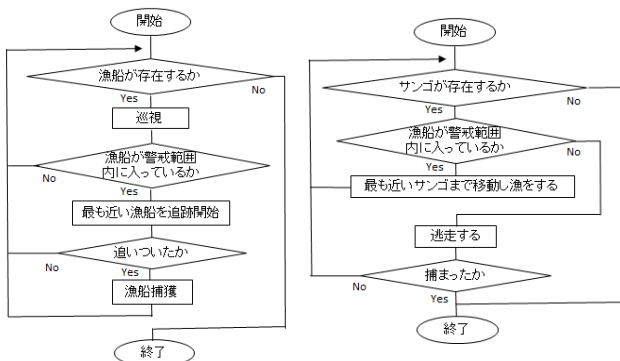 開始
漁船が存在するか
Yes
No
巡視
漁船が警戒範囲
内に入っているか
No
Yes
最も近い漁船を追跡開始
追いついたか
No
Yes
漁船捕獲
終了
開始
サンゴが存在するか
Yes
No
漁船が警戒範囲
内に入っているか
Yes
No
最も近いサンゴまで移動し漁をする
逃走する
捕まったか
No
Yes
終了